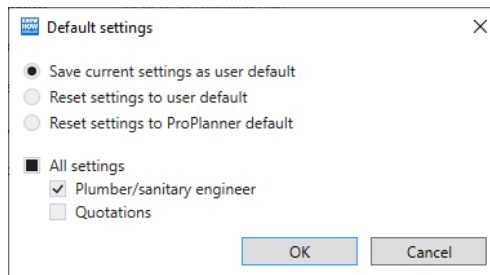 Default settings
Save current settings as user default
Reset settings to user default
Reset settings to ProPlanner default
All settings
Plumber/sanitary engineer
Quotations
OK
Cancel